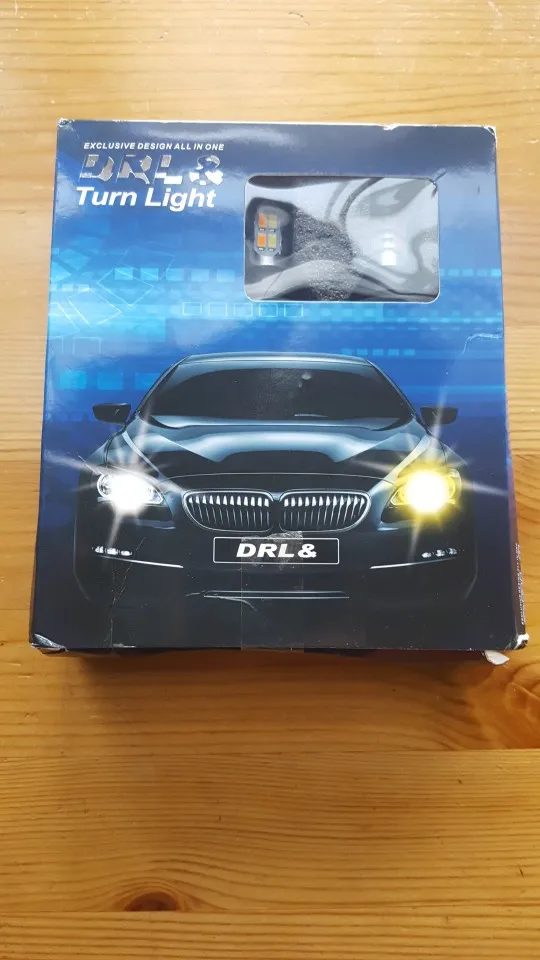 EXCLUSIVE DESIGN ALL IN ONE
DRL&
Turn Light
DRL&